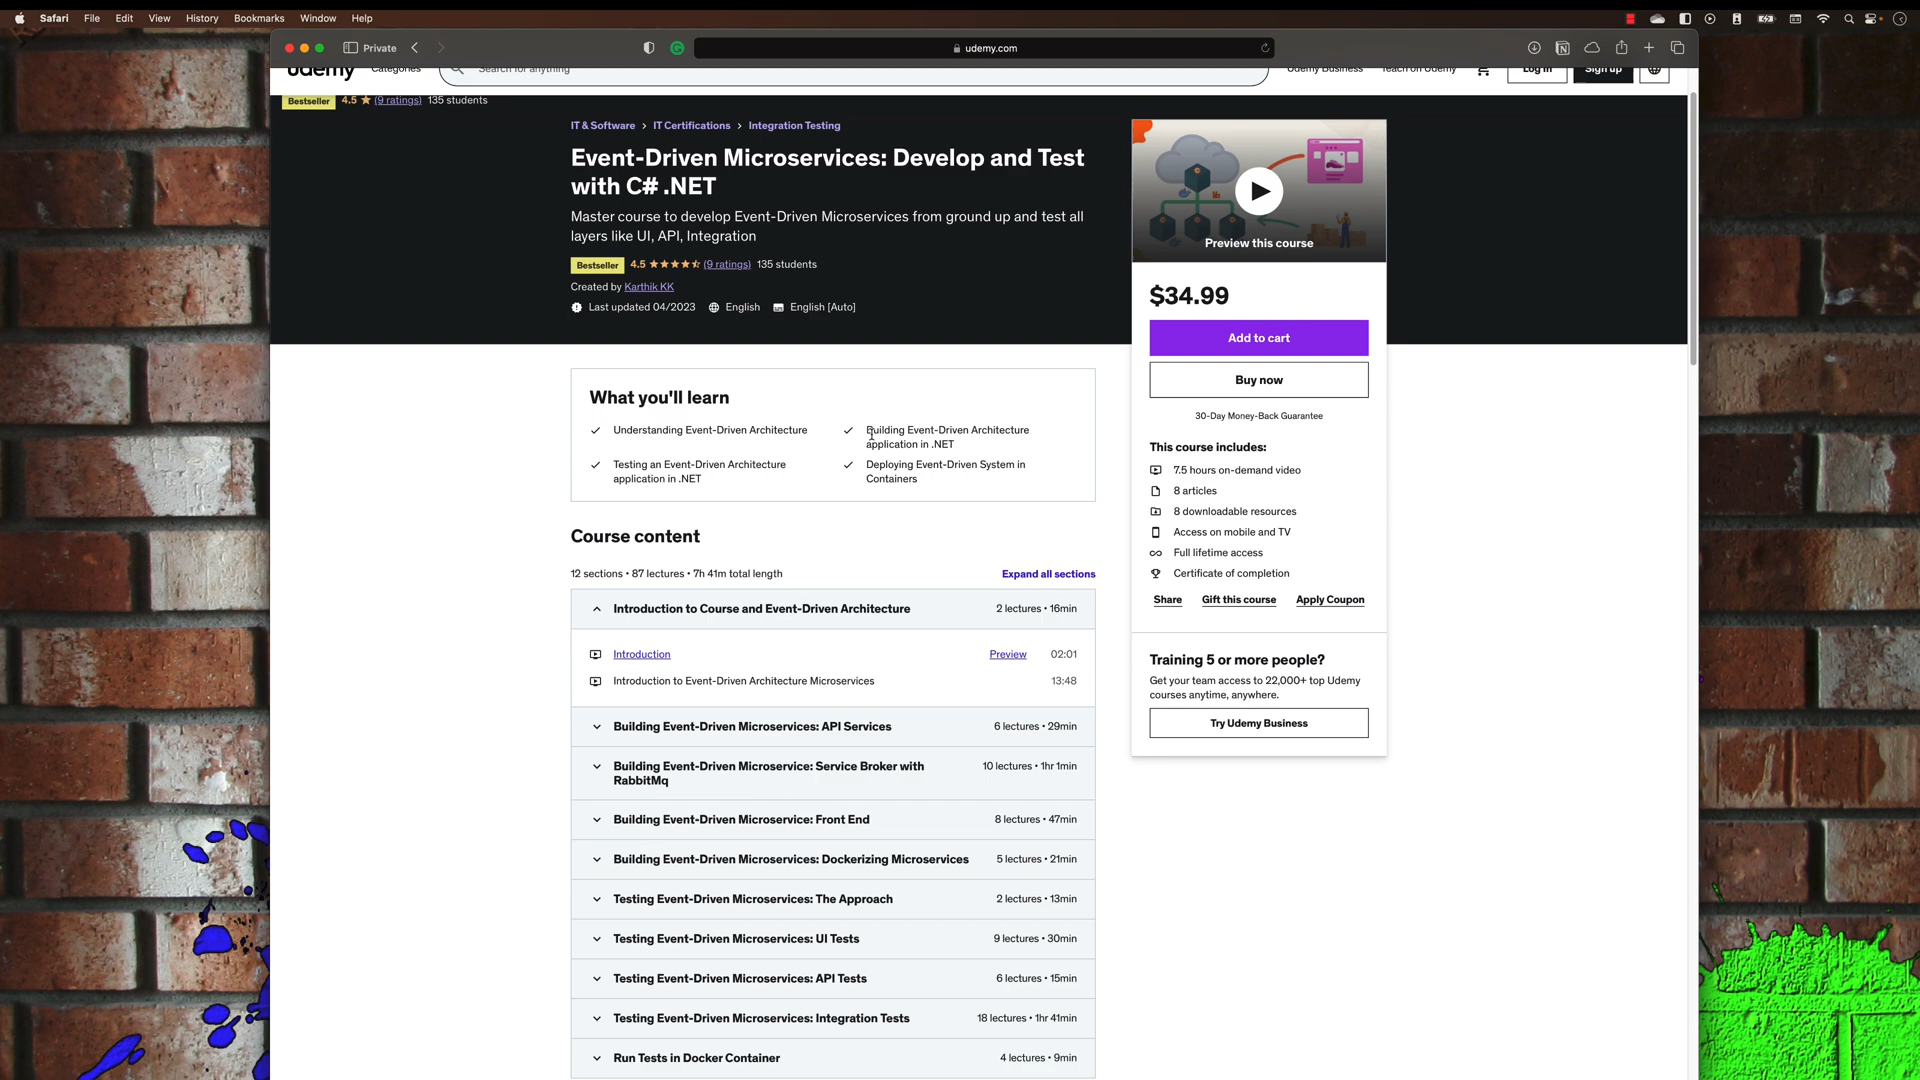 Safari File Edit View History Bookmarks Window Help
Private
udemy.com
udemy Categories Search for anything Udemy Business Teach on Udemy Log in Sign up
Bestseller 4.5 (9 ratings) 135 students
IT & Software > IT Certifications > Integration Testing
Event-Driven Microservices: Develop and Test
with C# .NET
Master course to develop Event-Driven Microservices from ground up and test all
layers like UI, API, Integration
Bestseller 4.5 (9 ratings) 135 students
Created by Karthik KK
Last updated 04/2023 English English [Auto]
Preview this course
$34.99
Add to cart
Buy now
30-Day Money-Back Guarantee
This course includes:
7.5 hours on-demand video
8 articles
8 downloadable resources
Access on mobile and TV
Full lifetime access
Certificate of completion
Share Gift this course Apply Coupon
Training 5 or more people?
Get your team access to 22,000+ top Udemy
courses anytime, anywhere.
Try Udemy Business
What you'll learn
Understanding Event-Driven Architecture
Building Event-Driven Architecture
application in .NET
Testing an Event-Driven Architecture
application in .NET
Deploying Event-Driven System in
Containers
Course content
12 sections • 87 lectures • 7h 41m total length Expand all sections
Introduction to Course and Event-Driven Architecture 2 lectures • 16min
Introduction Preview 02:01
Introduction to Event-Driven Architecture Microservices 13:48
Building Event-Driven Microservices: API Services 6 lectures • 29min
Building Event-Driven Microservice: Service Broker with 10 lectures • 1hr 1min
RabbitMq
Building Event-Driven Microservice: Front End 8 lectures • 47min
Building Event-Driven Microservices: Dockerizing Microservices 5 lectures • 21min
Testing Event-Driven Microservices: The Approach 2 lectures • 13min
Testing Event-Driven Microservices: UI Tests 9 lectures • 30min
Testing Event-Driven Microservices: API Tests 6 lectures • 15min
Testing Event-Driven Microservices: Integration Tests 18 lectures • 1hr 41min
Run Tests in Docker Container 4 lectures • 9min